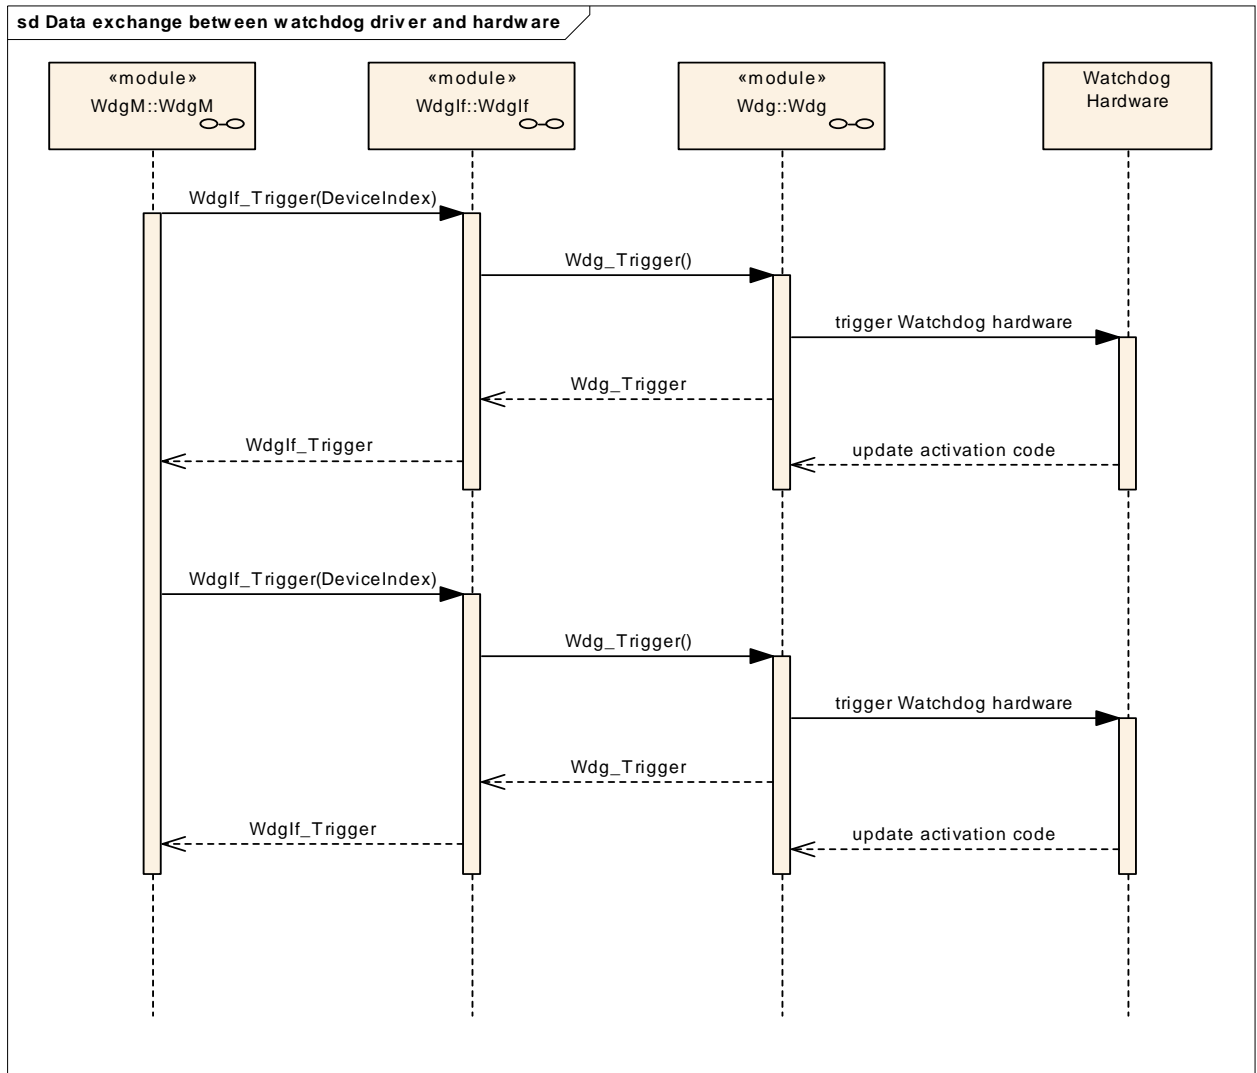 sd Data exchange between watchdog driver and hardware
«module»
WdgM::WdgM
«module»
WdgIf::WdgIf
«module»
Wdg::Wdg
Watchdog
Hardware
WdgIf_Trigger(DeviceIndex)
Wdg_Trigger()
trigger Watchdog hardware
Wdg_Trigger
WdgIf_Trigger
update activation code
WdgIf_Trigger(DeviceIndex)
Wdg_Trigger()
trigger Watchdog hardware
Wdg_Trigger
WdgIf_Trigger
update activation code